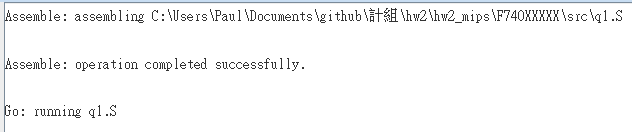 Assemble: assembling C:\Users\Paul\Documents\github\計組\hw2\hw2_mips\F740XXXXX\src\q1.S
Assemble: operation completed successfully.
Go: running q1.S